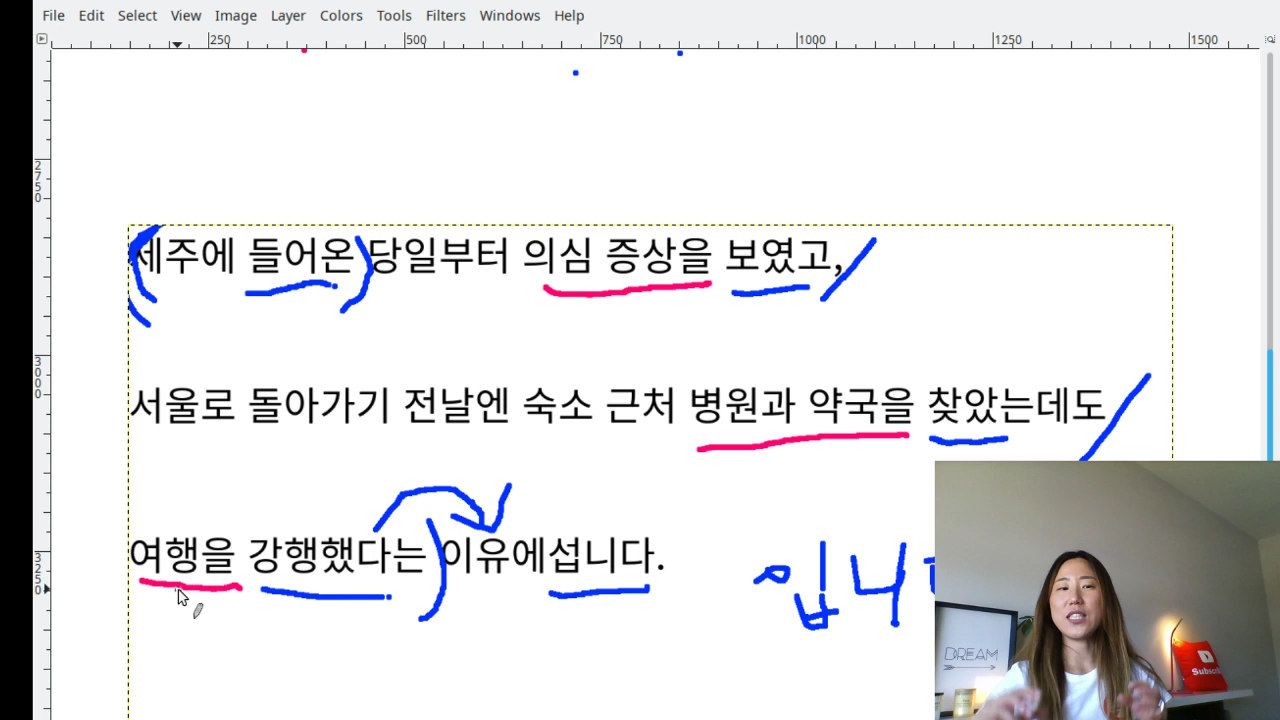 File Edit Select View Image Layer Colors Tools Filters Windows Help
250 500 750 1000 1250 1500
2750
3000
3250
제주에 들어온 당일부터 의심 증상을 보였고,
서울로 돌아가기 전날엔 숙소 근처 병원과 약국을 찾았는데도
여행을 강행했다는 이유에섭니다.
입니
DREAM
Subscribe